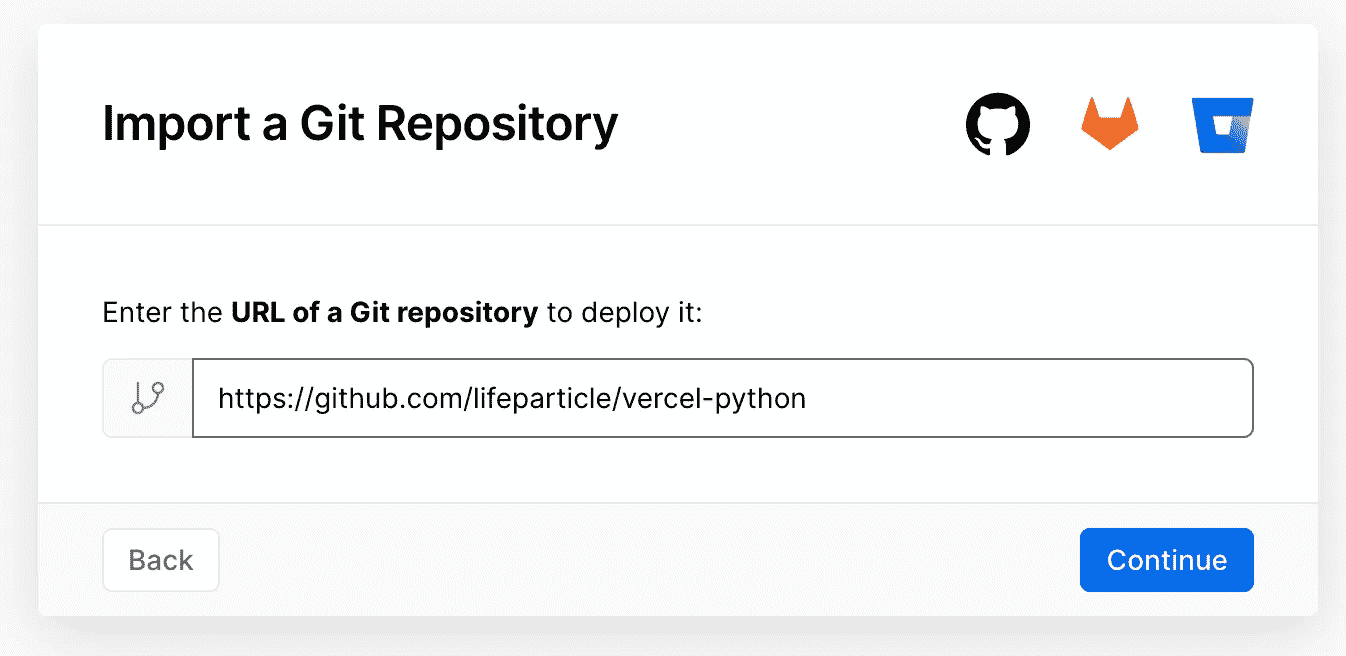 Import a Git Repository
Enter the URL of a Git repository to deploy it:
https://github.com/lifeparticle/vercel-python
Back
Continue